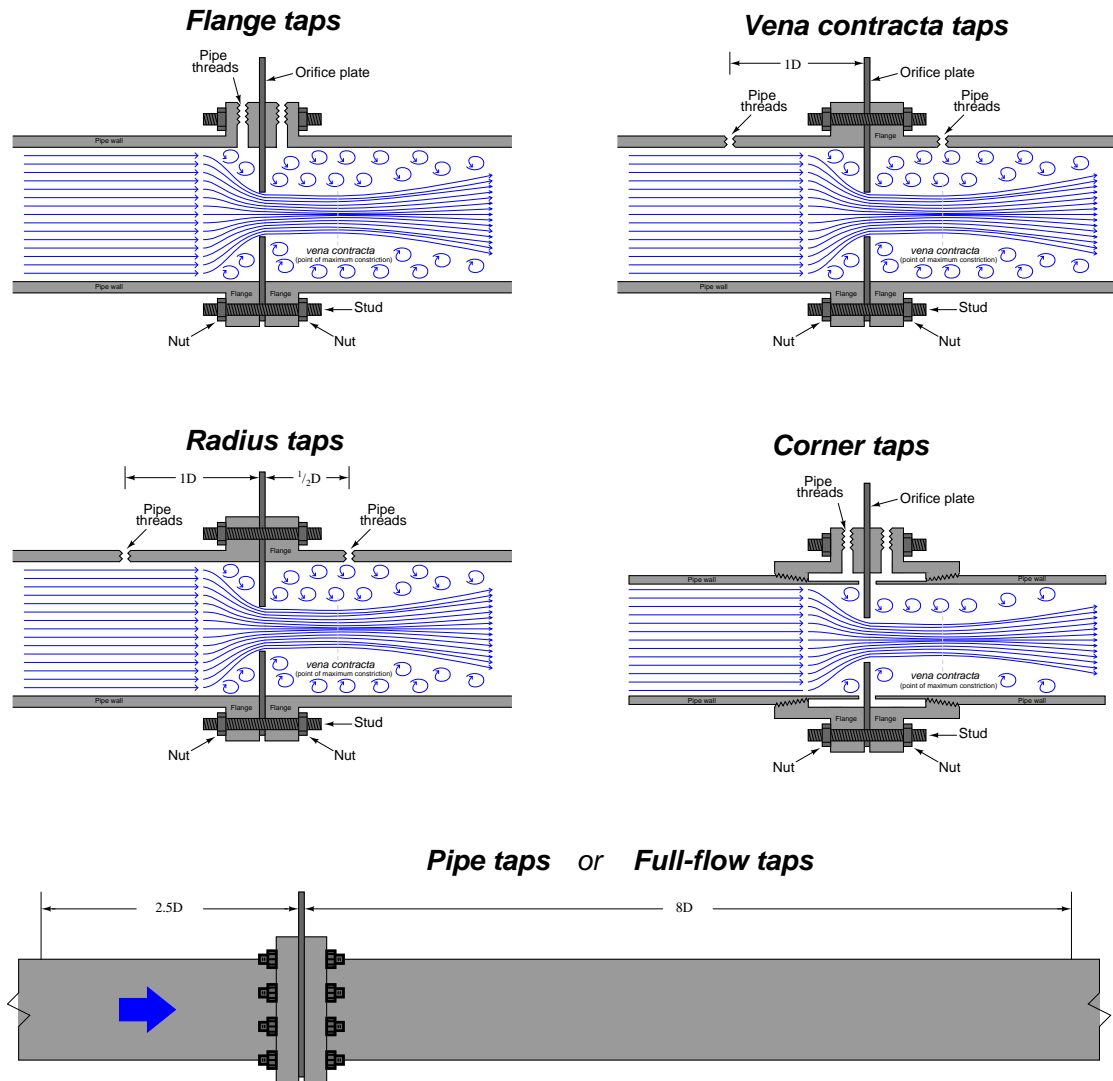 Flange taps
Pipe
threads
Orifice plate
Pipe wall
vena contracta
(point of maximum constriction)
Pipe wall
Flange
Flange
Stud
Nut
Nut
Vena contracta taps
1D
Orifice plate
Pipe
threads
Pipe
threads
Flange
vena contracta
(point of maximum constriction)
Pipe wall
Flange
Flange
Stud
Nut
Nut
Radius taps
1D
1/2D
Pipe
threads
Pipe
threads
Flange
vena contracta
(point of maximum constriction)
Pipe wall
Flange
Flange
Stud
Nut
Nut
Corner taps
Pipe
threads
Orifice plate
Pipe wall
Pipe wall
vena contracta
(point of maximum constriction)
Pipe wall
Pipe wall
Flange
Flange
Stud
Nut
Nut
Pipe taps or Full-flow taps
2.5D
8D